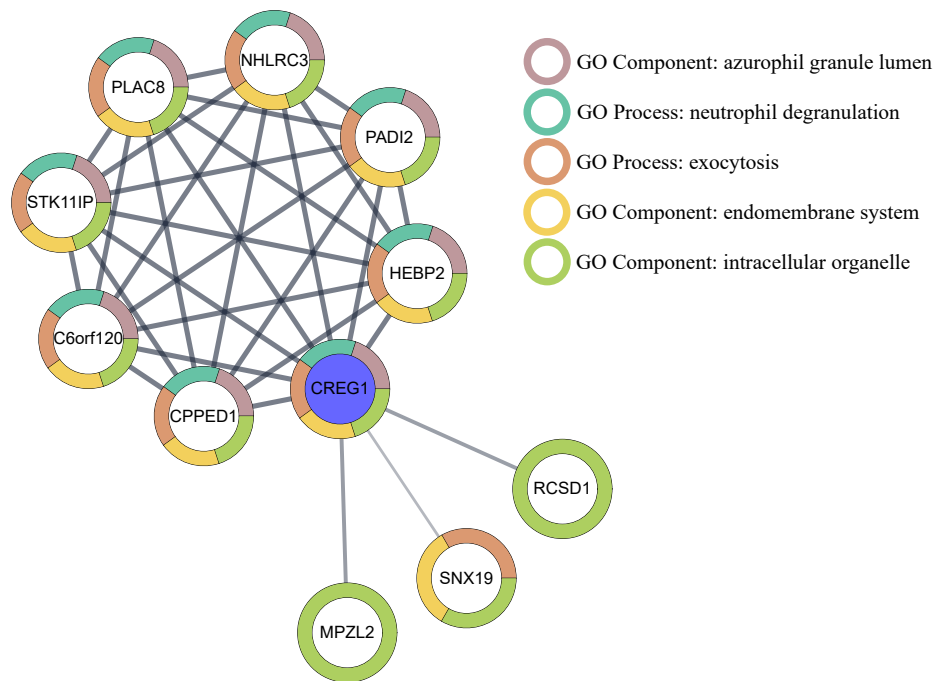 NHLRC3
PLAC8
PADI2
STK11IP
HEBP2
C6orf120
CREG1
CPPED1
RCSD1
SNX19
MPZL2
GO Component: azurophil granule lumen
GO Process: neutrophil degranulation
GO Process: exocytosis
GO Component: endomembrane system
GO Component: intracellular organelle